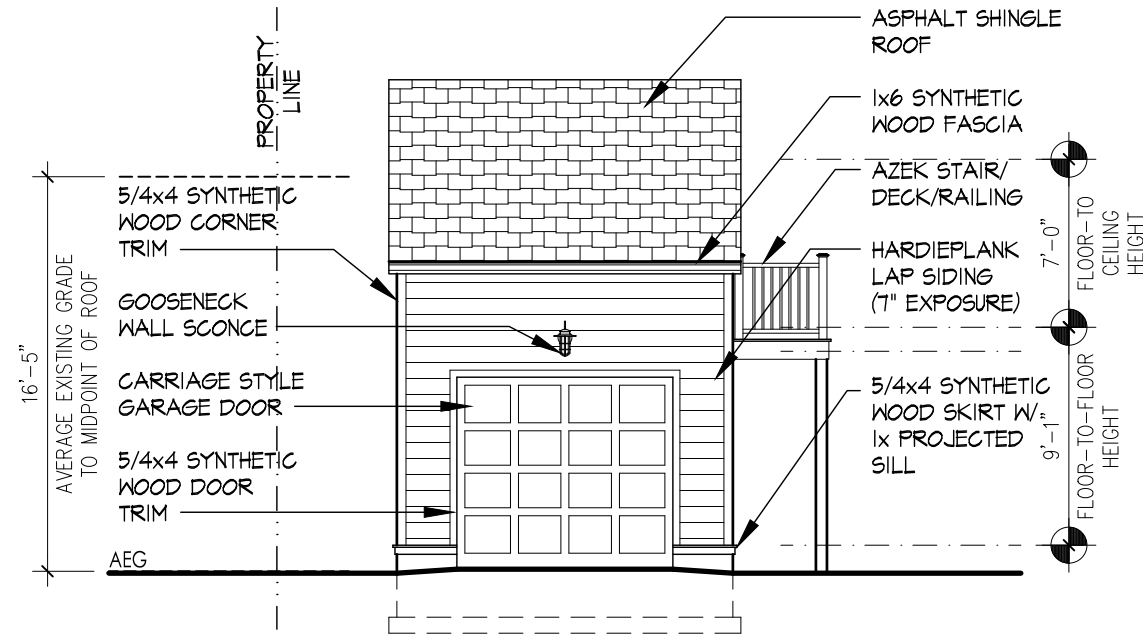 PROPERTY
LINE
ASPHALT SHINGLE
ROOF
1x6 SYNTHETIC
WOOD FASCIA
AZEK STAIR/
DECK/RAILING
HARDIEPLANK
LAP SIDING
(7" EXPOSURE)
5/4x4 SYNTHETIC
WOOD SKIRT W/
1x PROJECTED
SILL
5/4x4 SYNTHETIC
WOOD CORNER
TRIM
GOOSENECK
WALL SCONCE
CARRIAGE STYLE
GARAGE DOOR
5/4x4 SYNTHETIC
WOOD DOOR
TRIM
16'-5"
AVERAGE EXISTING GRADE
TO MIDPOINT OF ROOF
AEG
7'-0"
FLOOR-TO
CEILING
HEIGHT
9'-1"
FLOOR-TO-FLOOR
HEIGHT